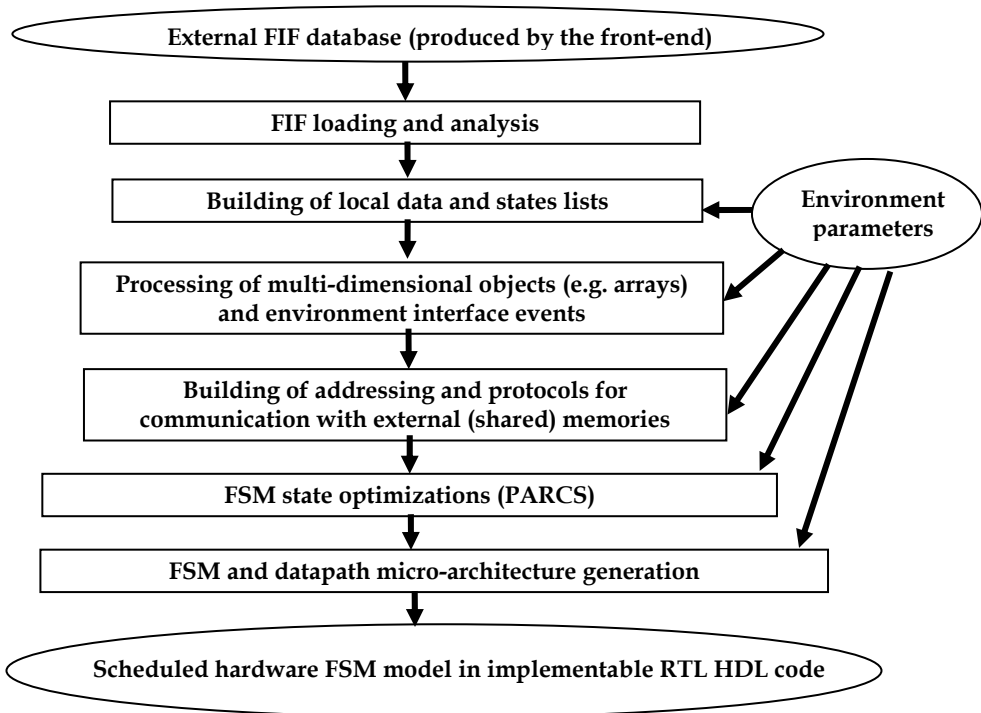 External FIF database (produced by the front-end)
FIF loading and analysis
Building of local data and states lists
Environment
parameters
Processing of multi-dimensional objects (e.g. arrays)
and environment interface events
Building of addressing and protocols for
communication with external (shared) memories
FSM state optimizations (PARCS)
FSM and datapath micro-architecture generation
Scheduled hardware FSM model in implementable RTL HDL code